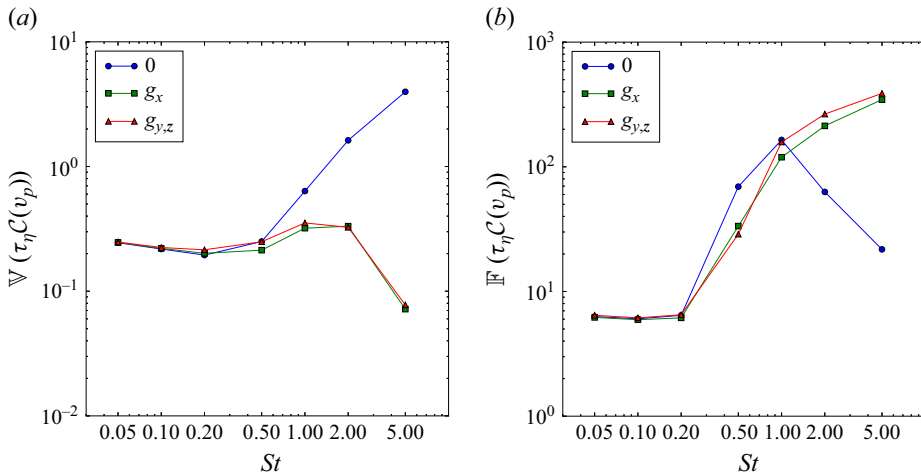 (a)
10^1
10^0
10^{-1}
10^{-2}
𝕍 (τ_η𝒞(v_p))
0
g_x
g_{y,z}
0.05 0.10 0.20 0.50 1.00 2.00 5.00
St
(b)
10^3
10^2
10^1
10^0
𝔽 (τ_η𝒞(v_p))
0
g_x
g_{y,z}
0.05 0.10 0.20 0.50 1.00 2.00 5.00
St